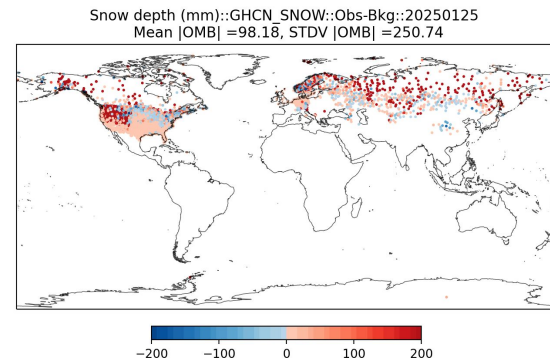 Snow depth (mm)::GHCN_SNOW::Obs-Bkg::20250125
Mean |OMB| =98.18, STDV |OMB| =250.74
−200 −100 0 100 200